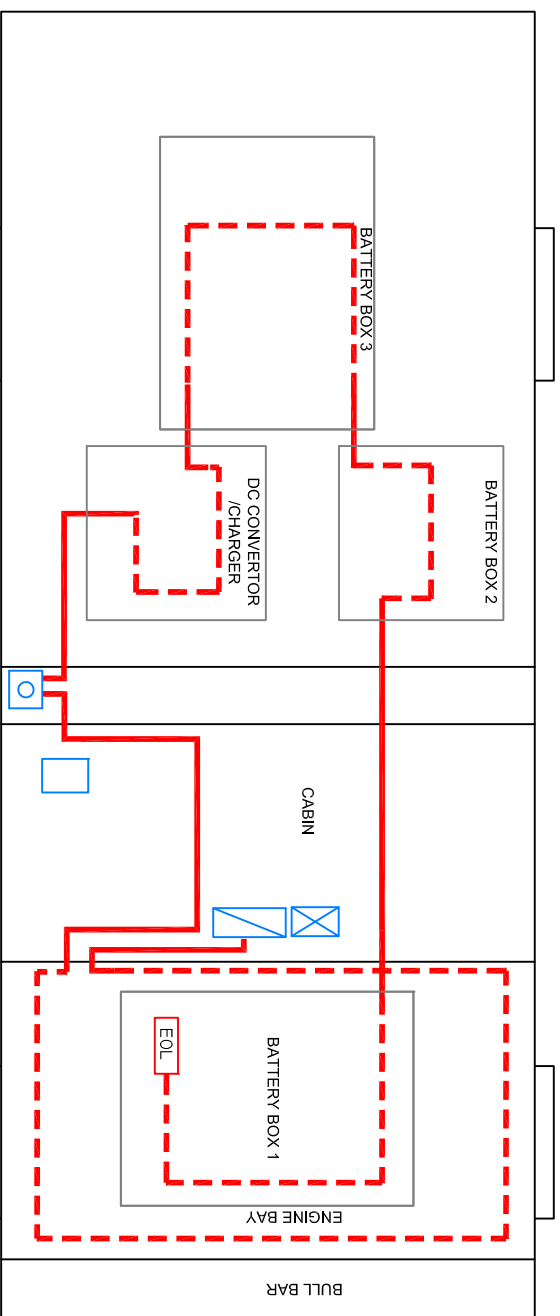 BATTERY BOX 3
BATTERY BOX 2
DC CONVERTOR
/CHARGER
CABIN
EOL
BATTERY BOX 1
ENGINE BAY
BULL BAR